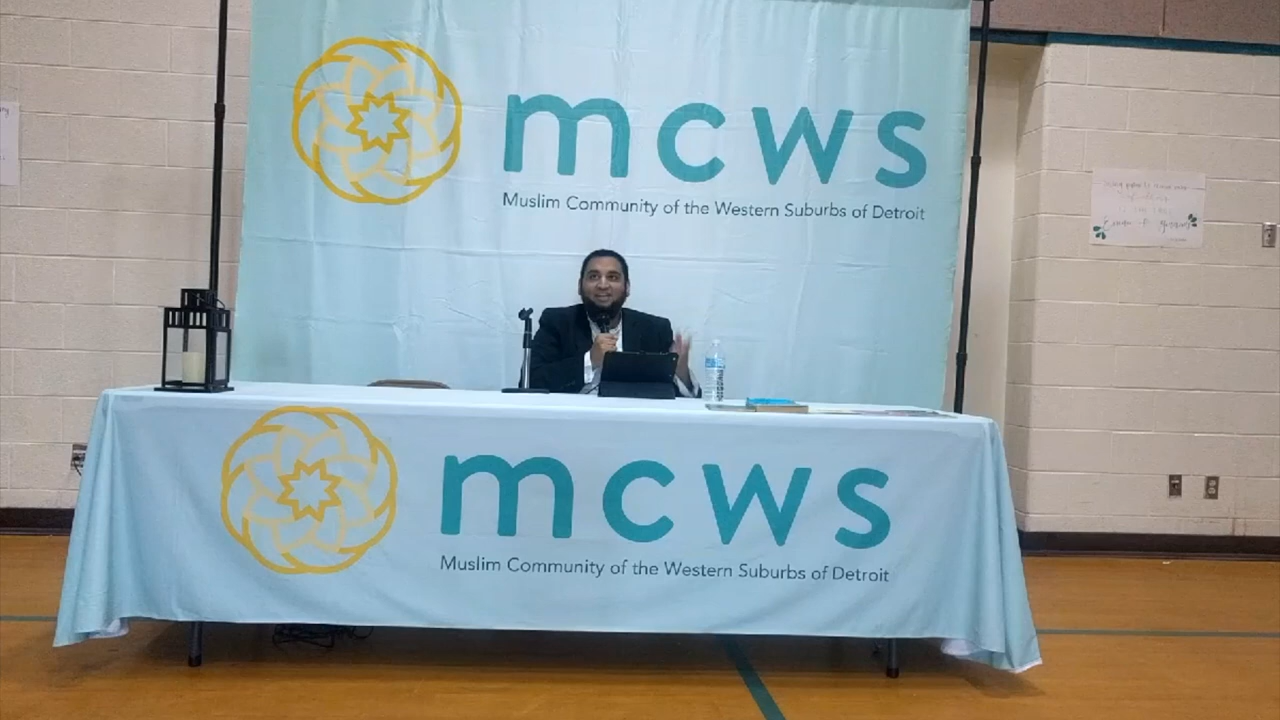 mcws
Muslim Community of the Western Suburbs of Detroit
mcws
Muslim Community of the Western Suburbs of Detroit